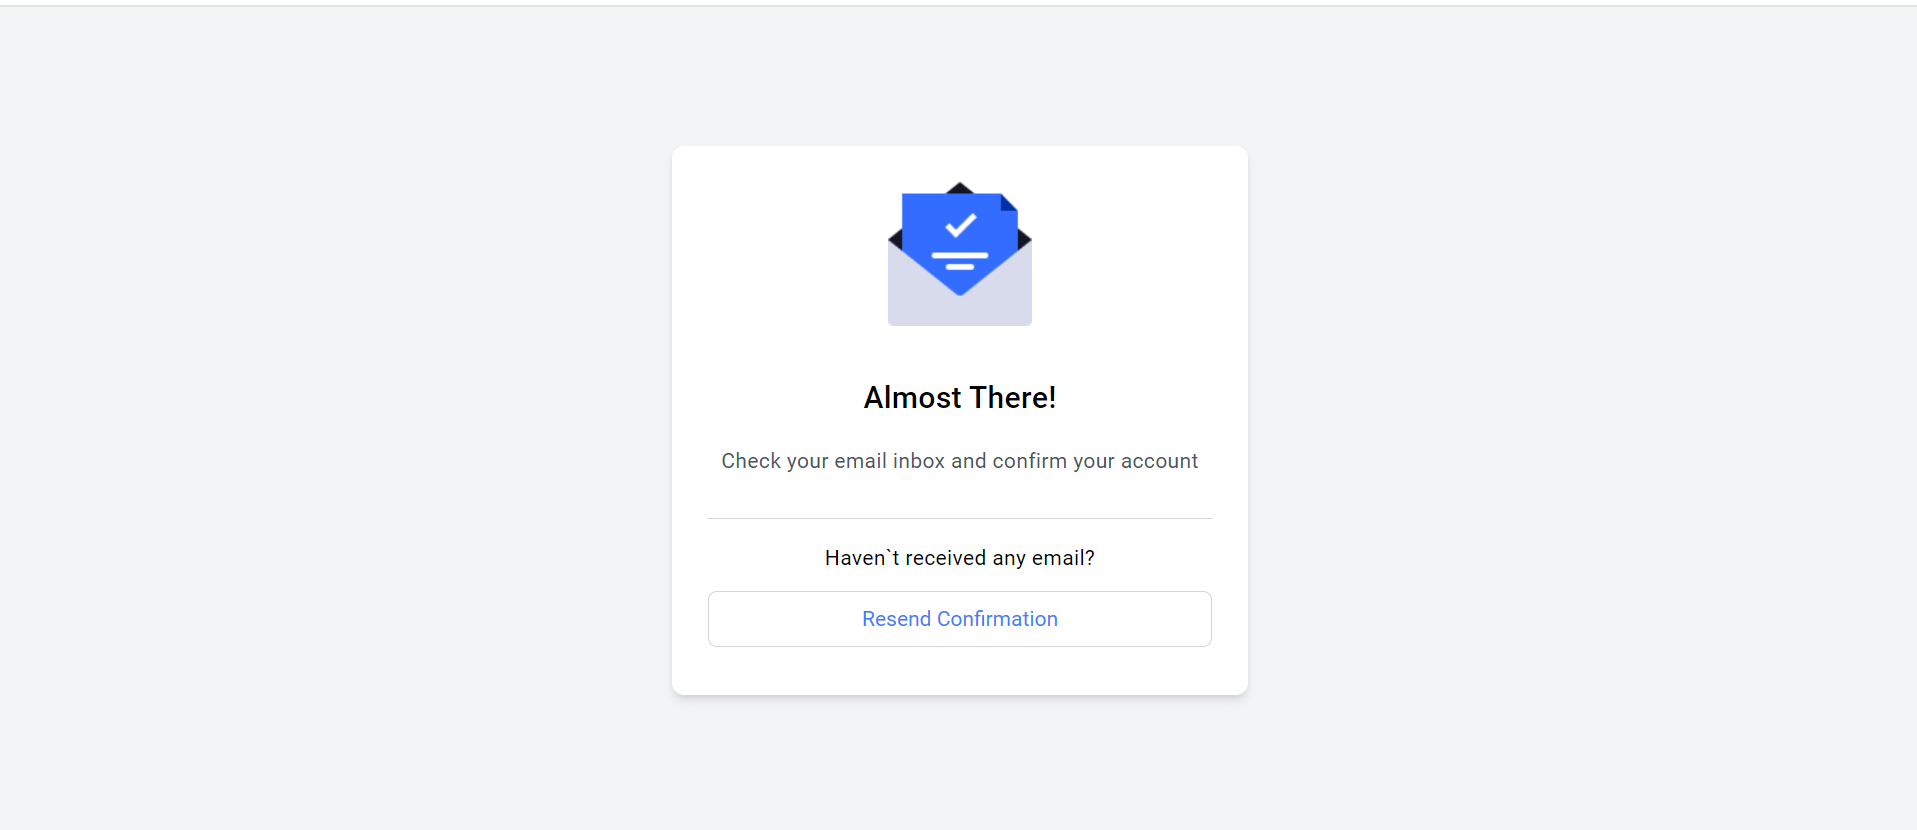 Almost There!
Check your email inbox and confirm your account
Haven`t received any email?
Resend Confirmation